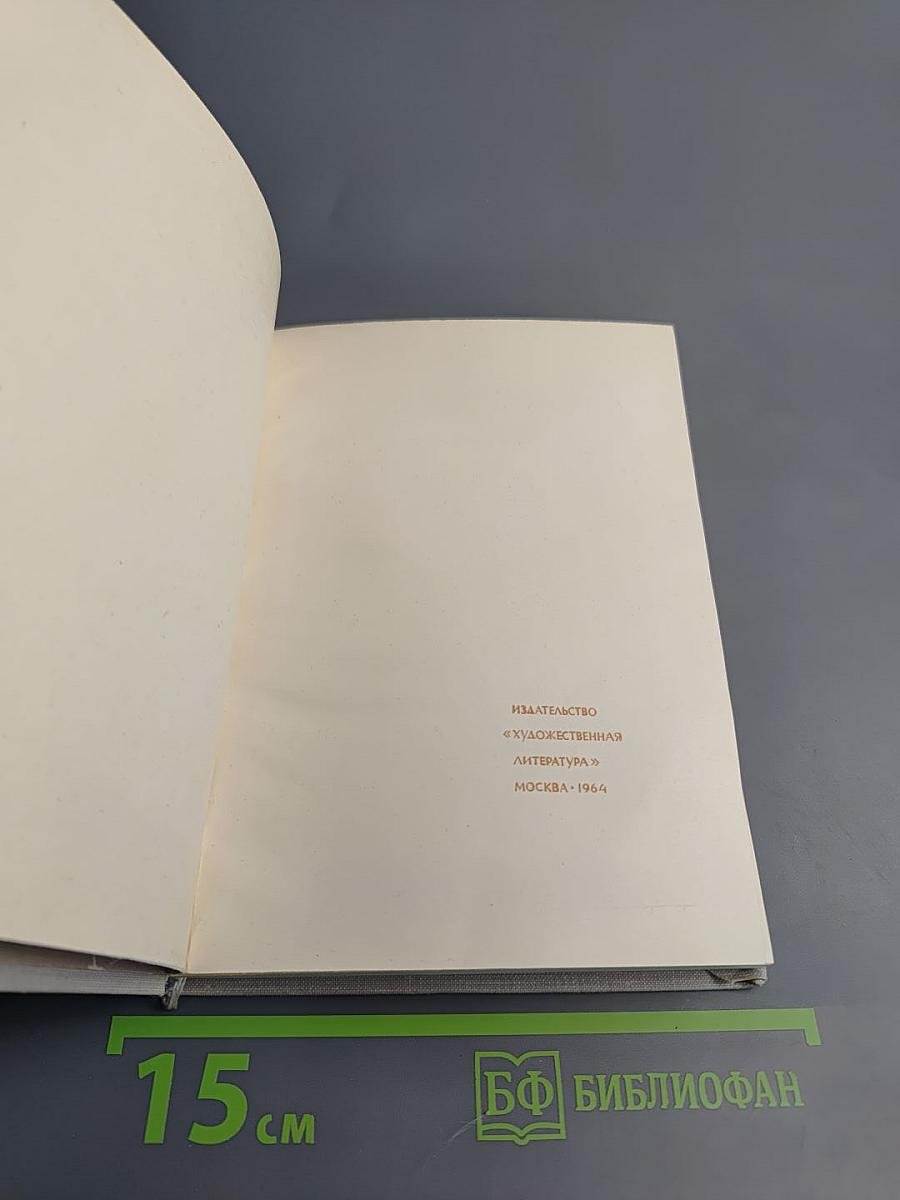 ИЗДАТЕЛЬСТВО
«ХУДОЖЕСТВЕННАЯ
ЛИТЕРАТУРА»
МОСКВА · 1964
15 см
БФ БИБЛИОФАН